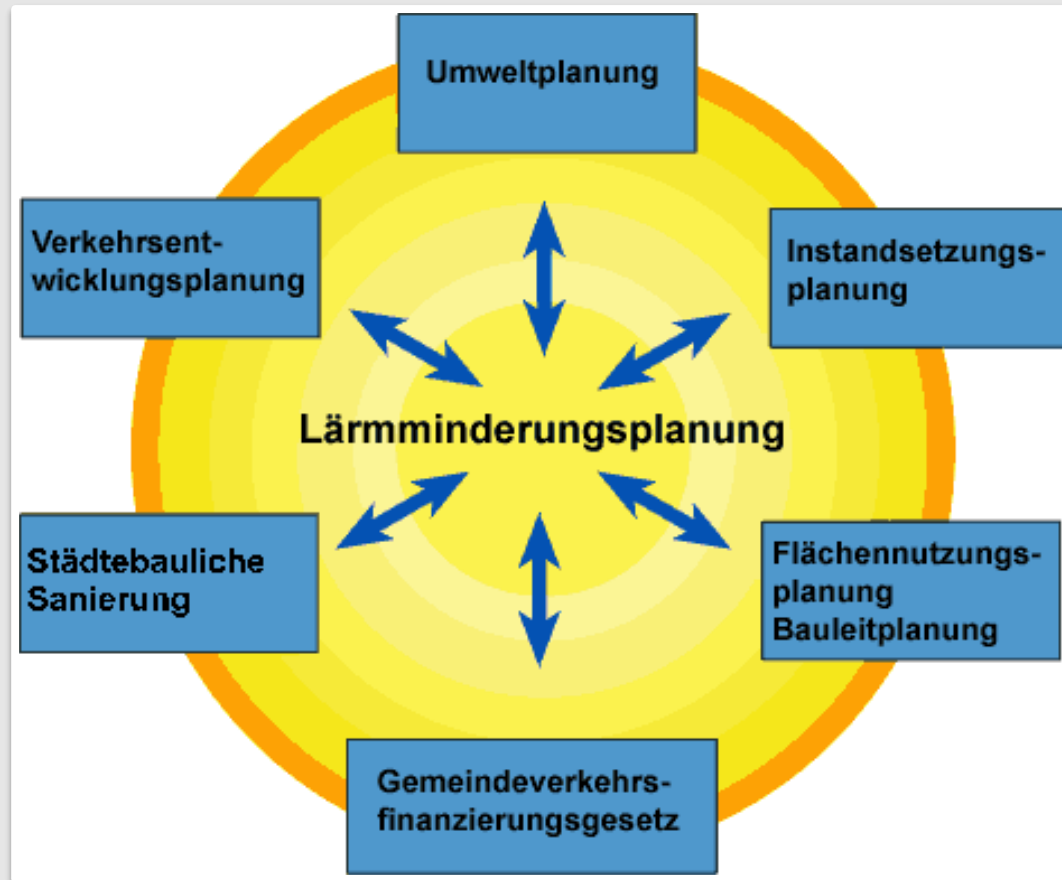 Umweltplanung
Verkehrsent-
wicklungsplanung
Instandsetzungs-
planung
Lärmminderungsplanung
Städtebauliche
Sanierung
Flächennutzungs-
planung
Bauleitplanung
Gemeindeverkehrs-
finanzierungsgesetz